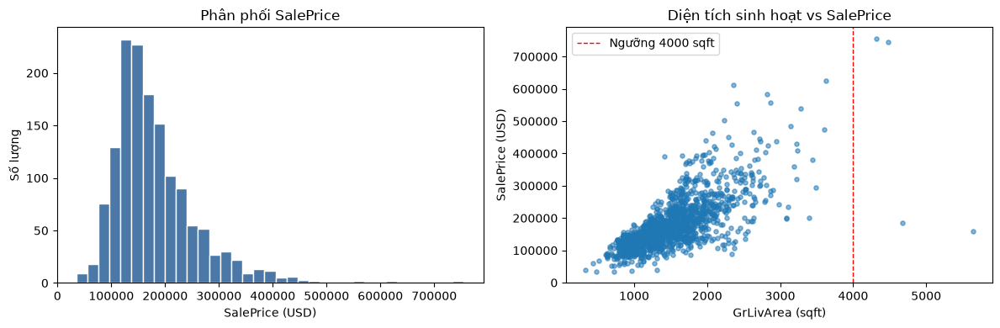 Phân phối SalePrice
Số lượng
200
150
100
50
0
0 100000 200000 300000 400000 500000 600000 700000
SalePrice (USD)
Diện tích sinh hoạt vs SalePrice
Ngưỡng 4000 sqft
SalePrice (USD)
700000
600000
500000
400000
300000
200000
100000
0
1000 2000 3000 4000 5000
GrLivArea (sqft)